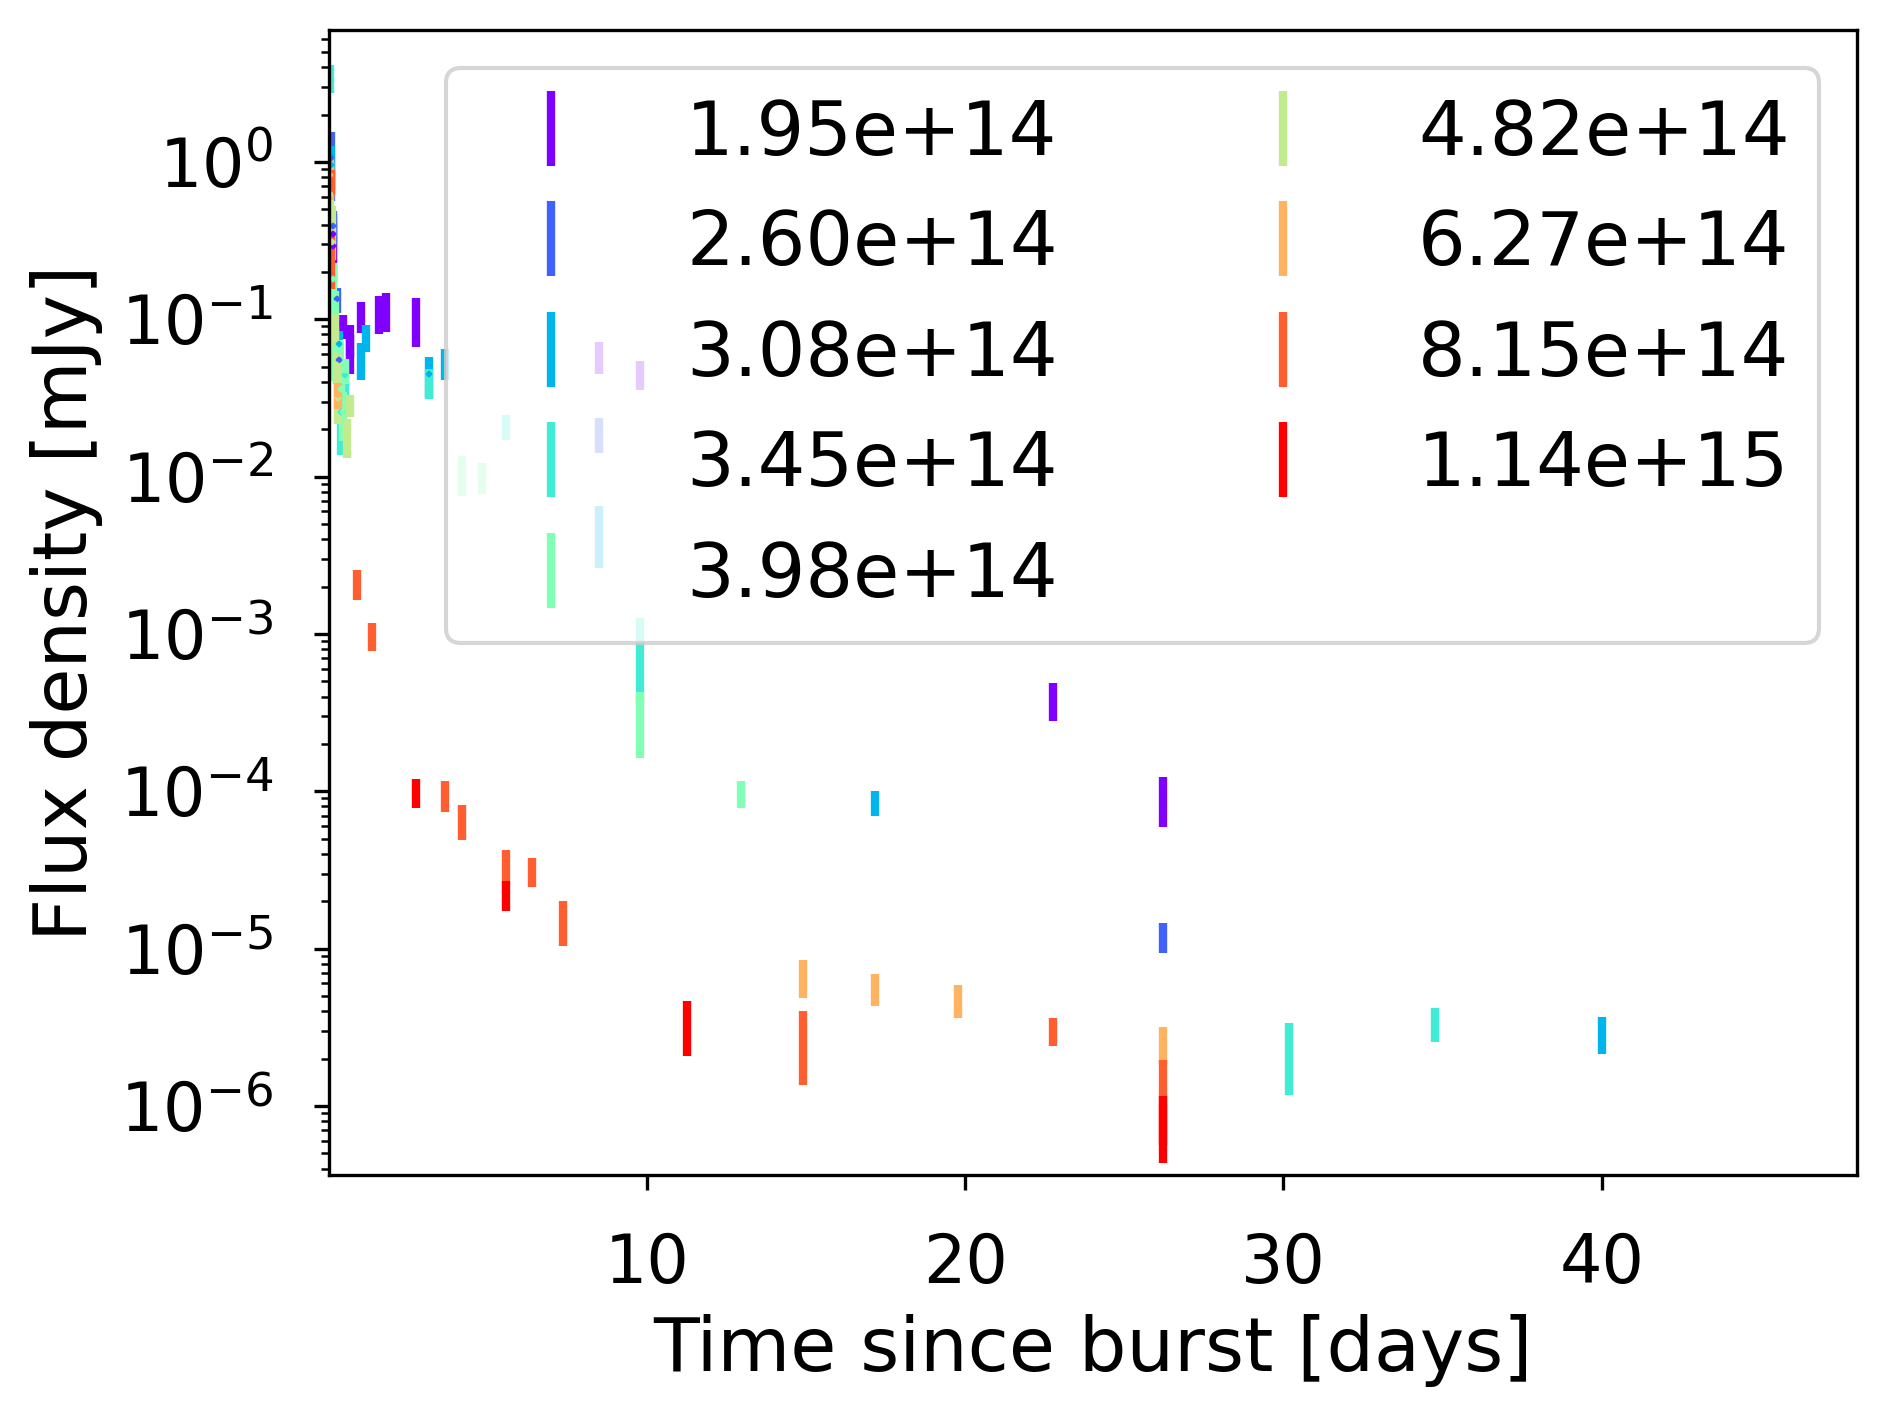 10⁰
10⁻¹
10⁻²
10⁻³
10⁻⁴
10⁻⁵
10⁻⁶
Flux density [mJy]
1.95e+14
2.60e+14
3.08e+14
3.45e+14
3.98e+14
4.82e+14
6.27e+14
8.15e+14
1.14e+15
10 20 30 40
Time since burst [days]